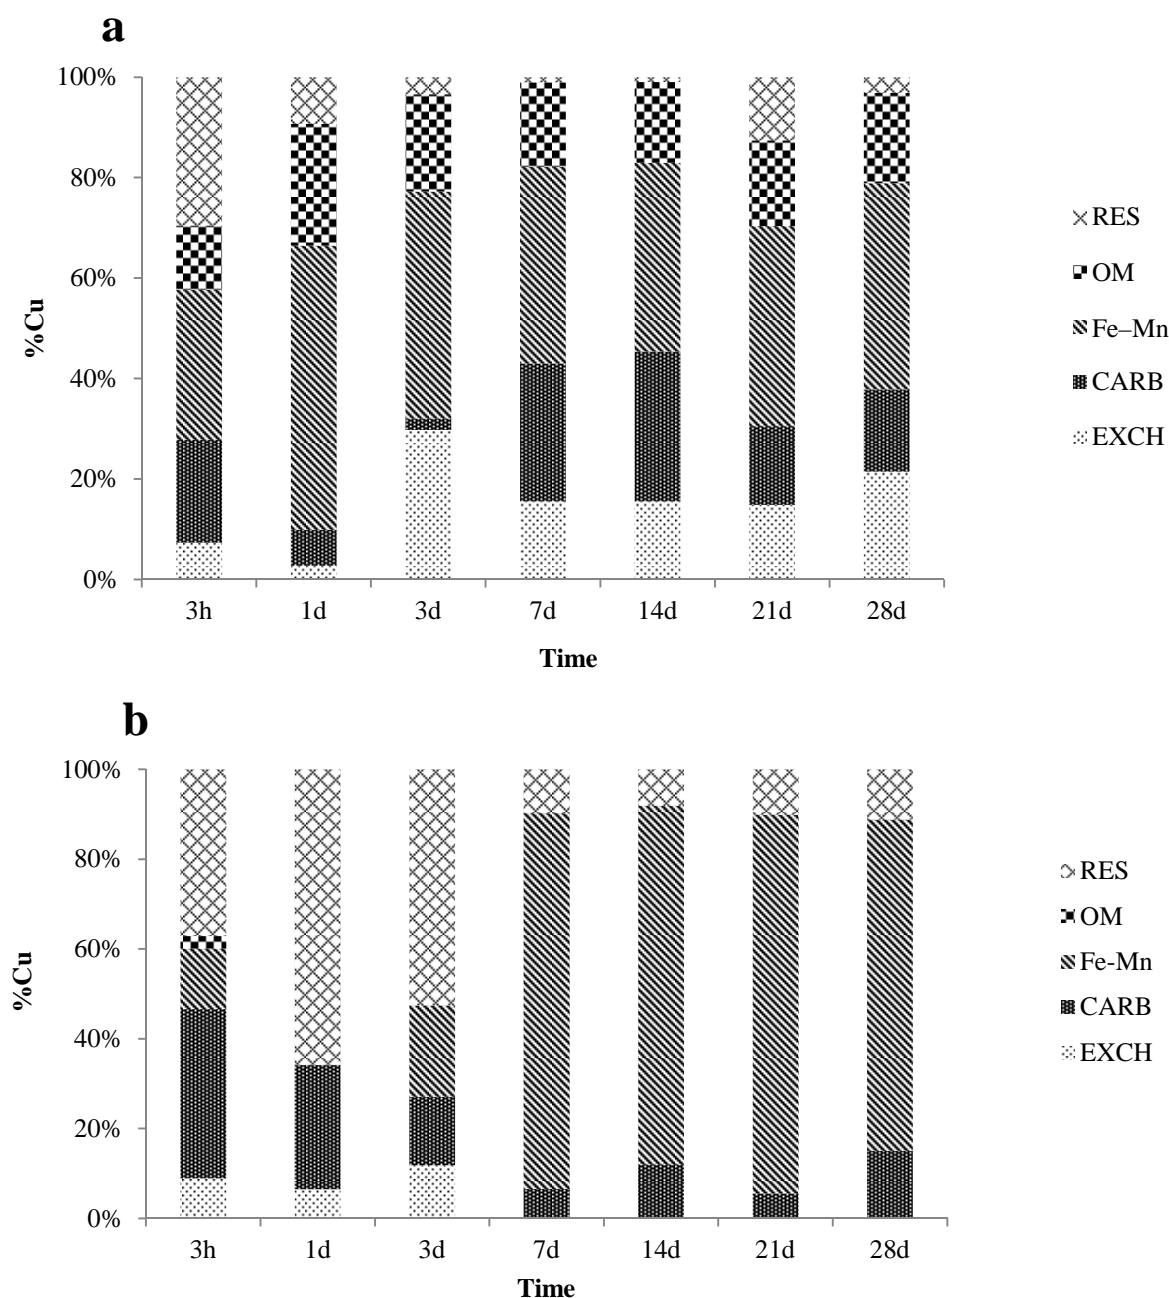 a
100%
80%
60%
40%
20%
0%
%Cu
3h 1d 3d 7d 14d 21d 28d
Time
RES
OM
Fe–Mn
CARB
EXCH
b
100%
80%
60%
40%
20%
0%
%Cu
3h 1d 3d 7d 14d 21d 28d
Time
RES
OM
Fe-Mn
CARB
EXCH